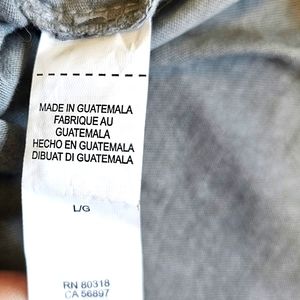 MADE IN GUATEMALA
FABRIQUE AU
GUATEMALA
HECHO EN GUATEMALA
DIBUAT DI GUATEMALA
L/G
RN 80318
CA 56897